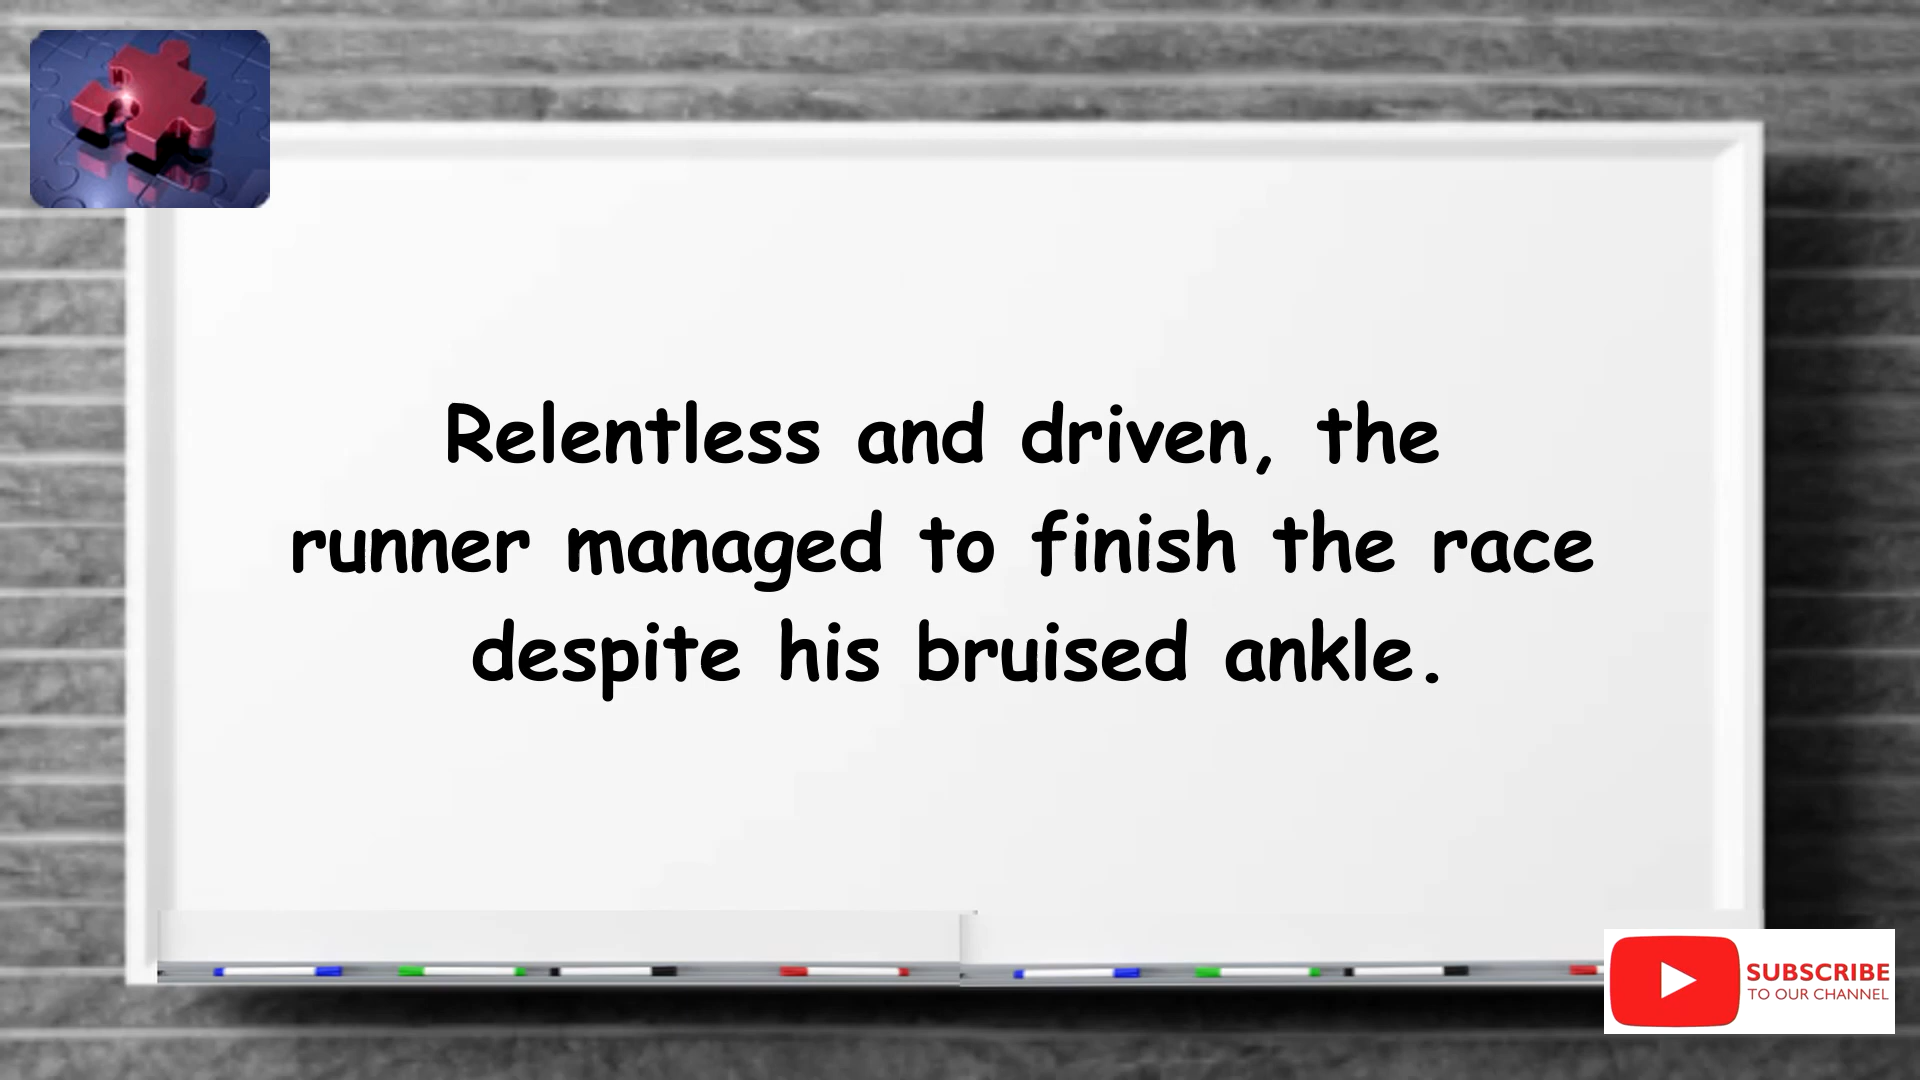 Relentless and driven, the
runner managed to finish the race
despite his bruised ankle.
SUBSCRIBE
TO OUR CHANNEL